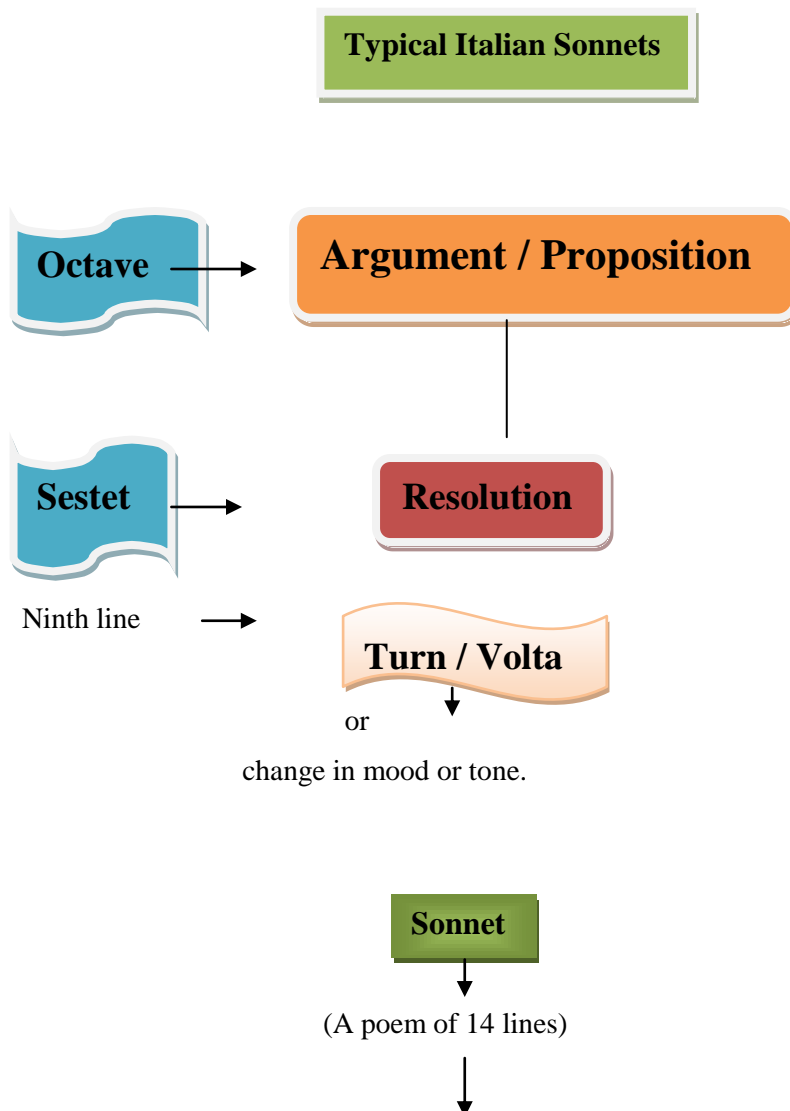 Typical Italian Sonnets
Octave
Argument / Proposition
Sestet
Resolution
Ninth line
Turn / Volta
or
change in mood or tone.
Sonnet
(A poem of 14 lines)